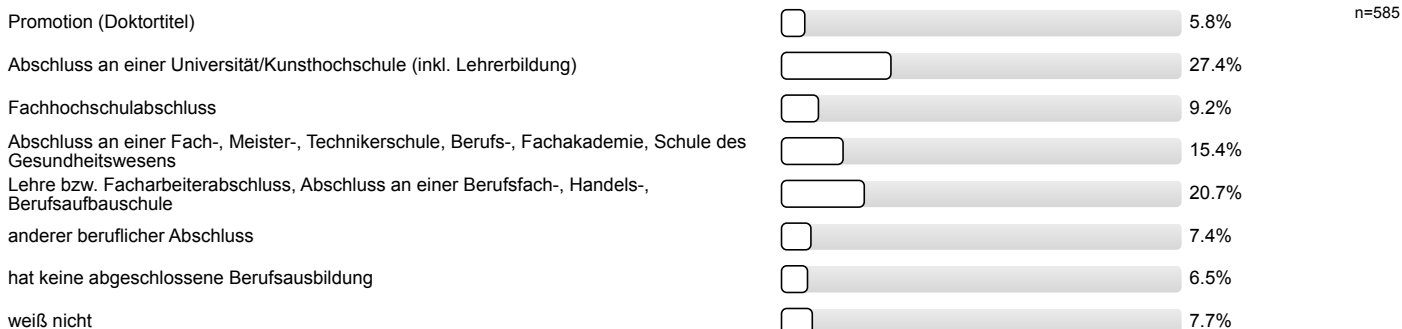 n=585
Promotion (Doktortitel) 5.8%
Abschluss an einer Universität/Kunsthochschule (inkl. Lehrerbildung) 27.4%
Fachhochschulabschluss 9.2%
Abschluss an einer Fach-, Meister-, Technikerschule, Berufs-, Fachakademie, Schule des
Gesundheitswesens 15.4%
Lehre bzw. Facharbeiterabschluss, Abschluss an einer Berufsfach-, Handels-,
Berufsaufbauschule 20.7%
anderer beruflicher Abschluss 7.4%
hat keine abgeschlossene Berufsausbildung 6.5%
weiß nicht 7.7%